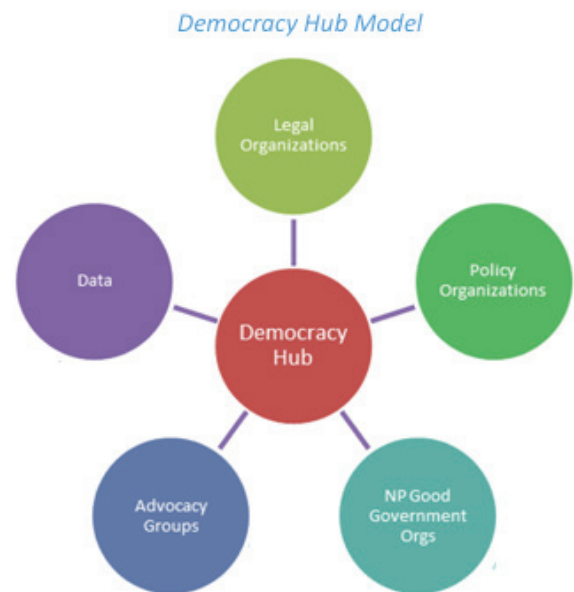 Democracy Hub Model
Legal
Organizations
Data
Policy
Organizations
Democracy
Hub
Advocacy
Groups
NP Good
Government
Orgs